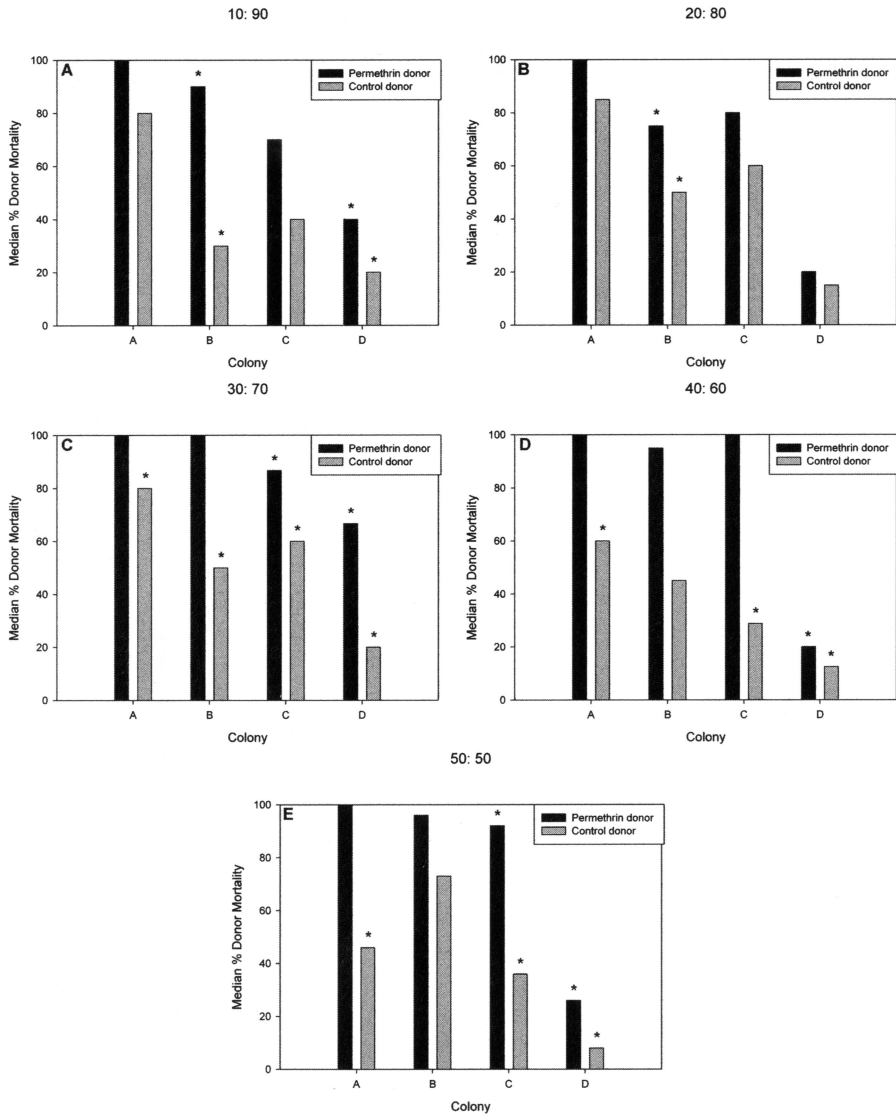 10: 90
A
Permethrin donor
Control donor
Median % Donor Mortality
100
80
60
40
20
0
*
*
*
*
A B C D
Colony
20: 80
B
Permethrin donor
Control donor
Median % Donor Mortality
100
80
60
40
20
0
*
*
A B C D
Colony
30: 70
C
Permethrin donor
Control donor
Median % Donor Mortality
100
80
60
40
20
0
*
*
*
*
*
*
A B C D
Colony
40: 60
D
Permethrin donor
Control donor
Median % Donor Mortality
100
80
60
40
20
0
*
*
*
*
A B C D
Colony
50: 50
E
Permethrin donor
Control donor
Median % Donor Mortality
100
80
60
40
20
0
*
*
*
*
*
A B C D
Colony